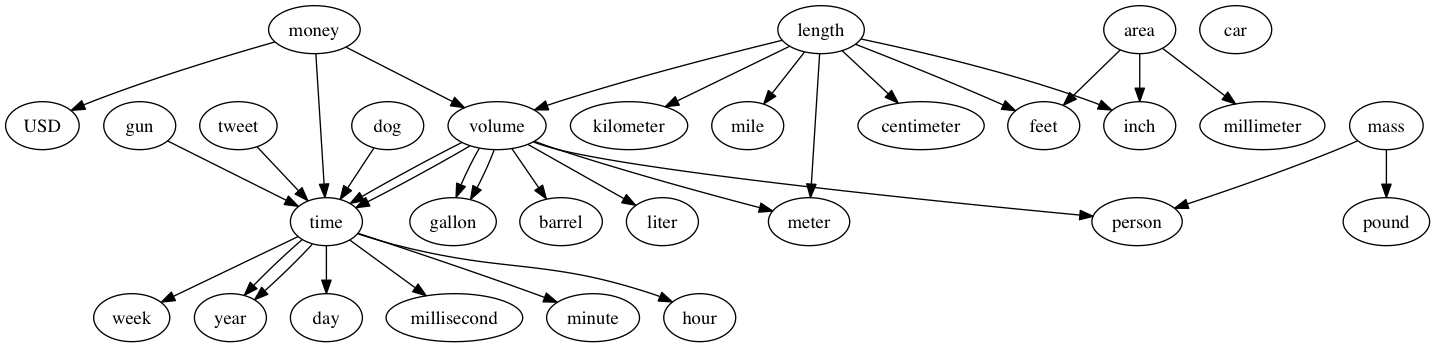 money
length
area
car
USD
gun
tweet
dog
volume
kilometer
mile
centimeter
feet
inch
millimeter
mass
time
gallon
barrel
liter
meter
person
pound
week
year
day
millisecond
minute
hour